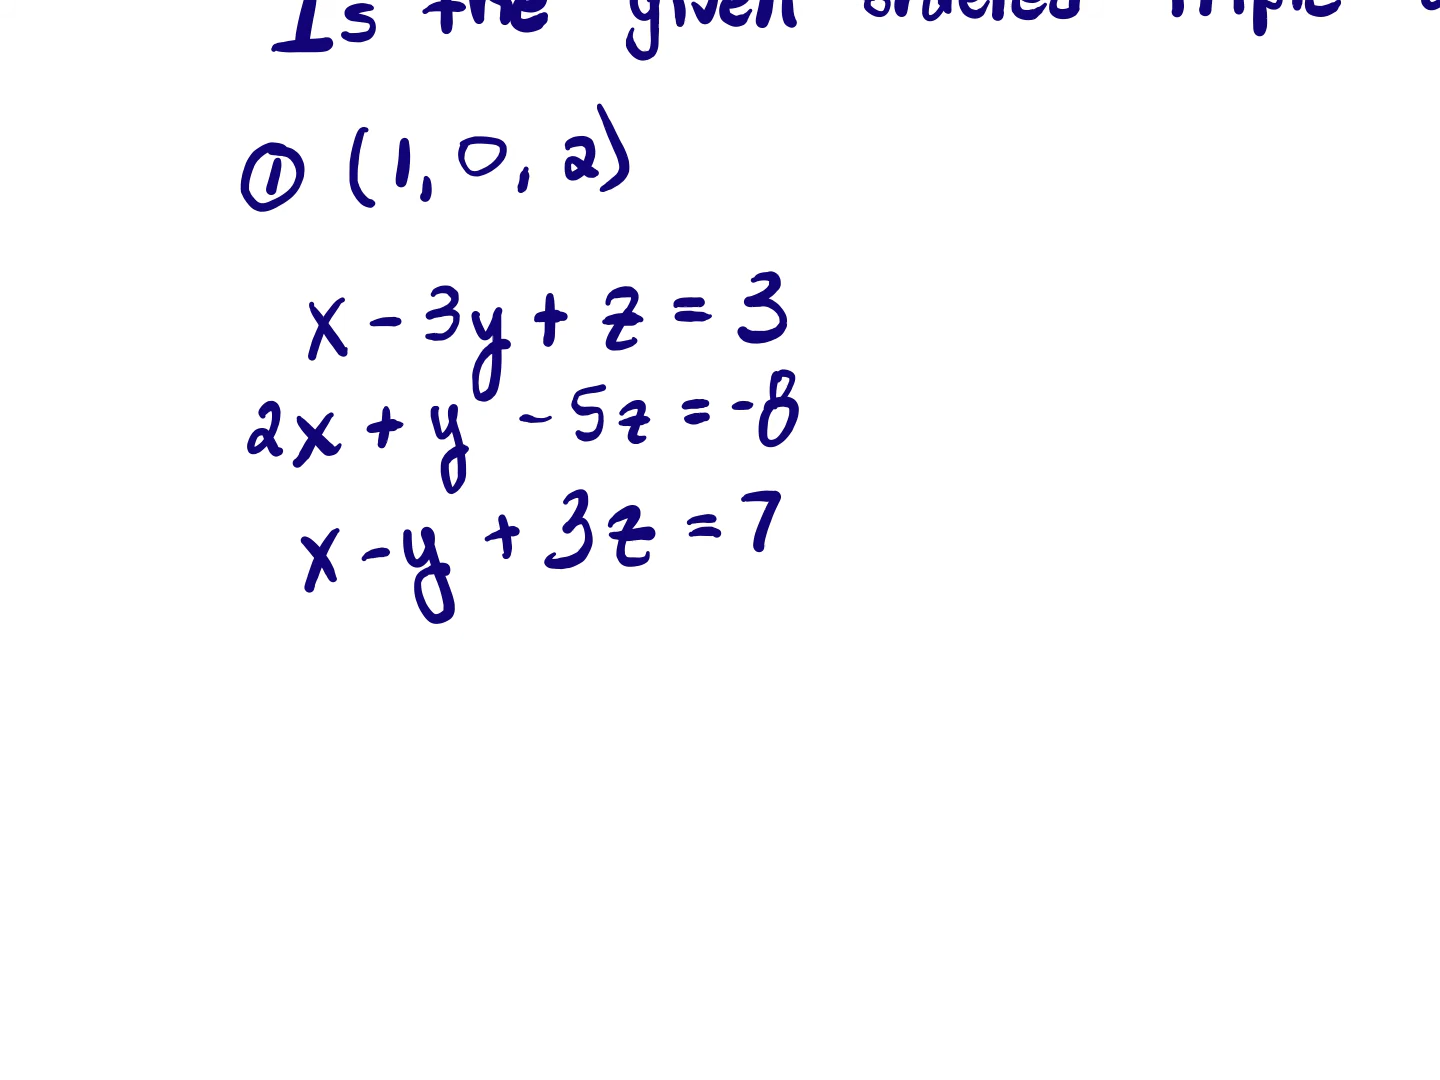 Is the given ordered triple a
① (1, 0, 2)
x - 3y + z = 3
2x + y - 5z = -8
x - y + 3z = 7